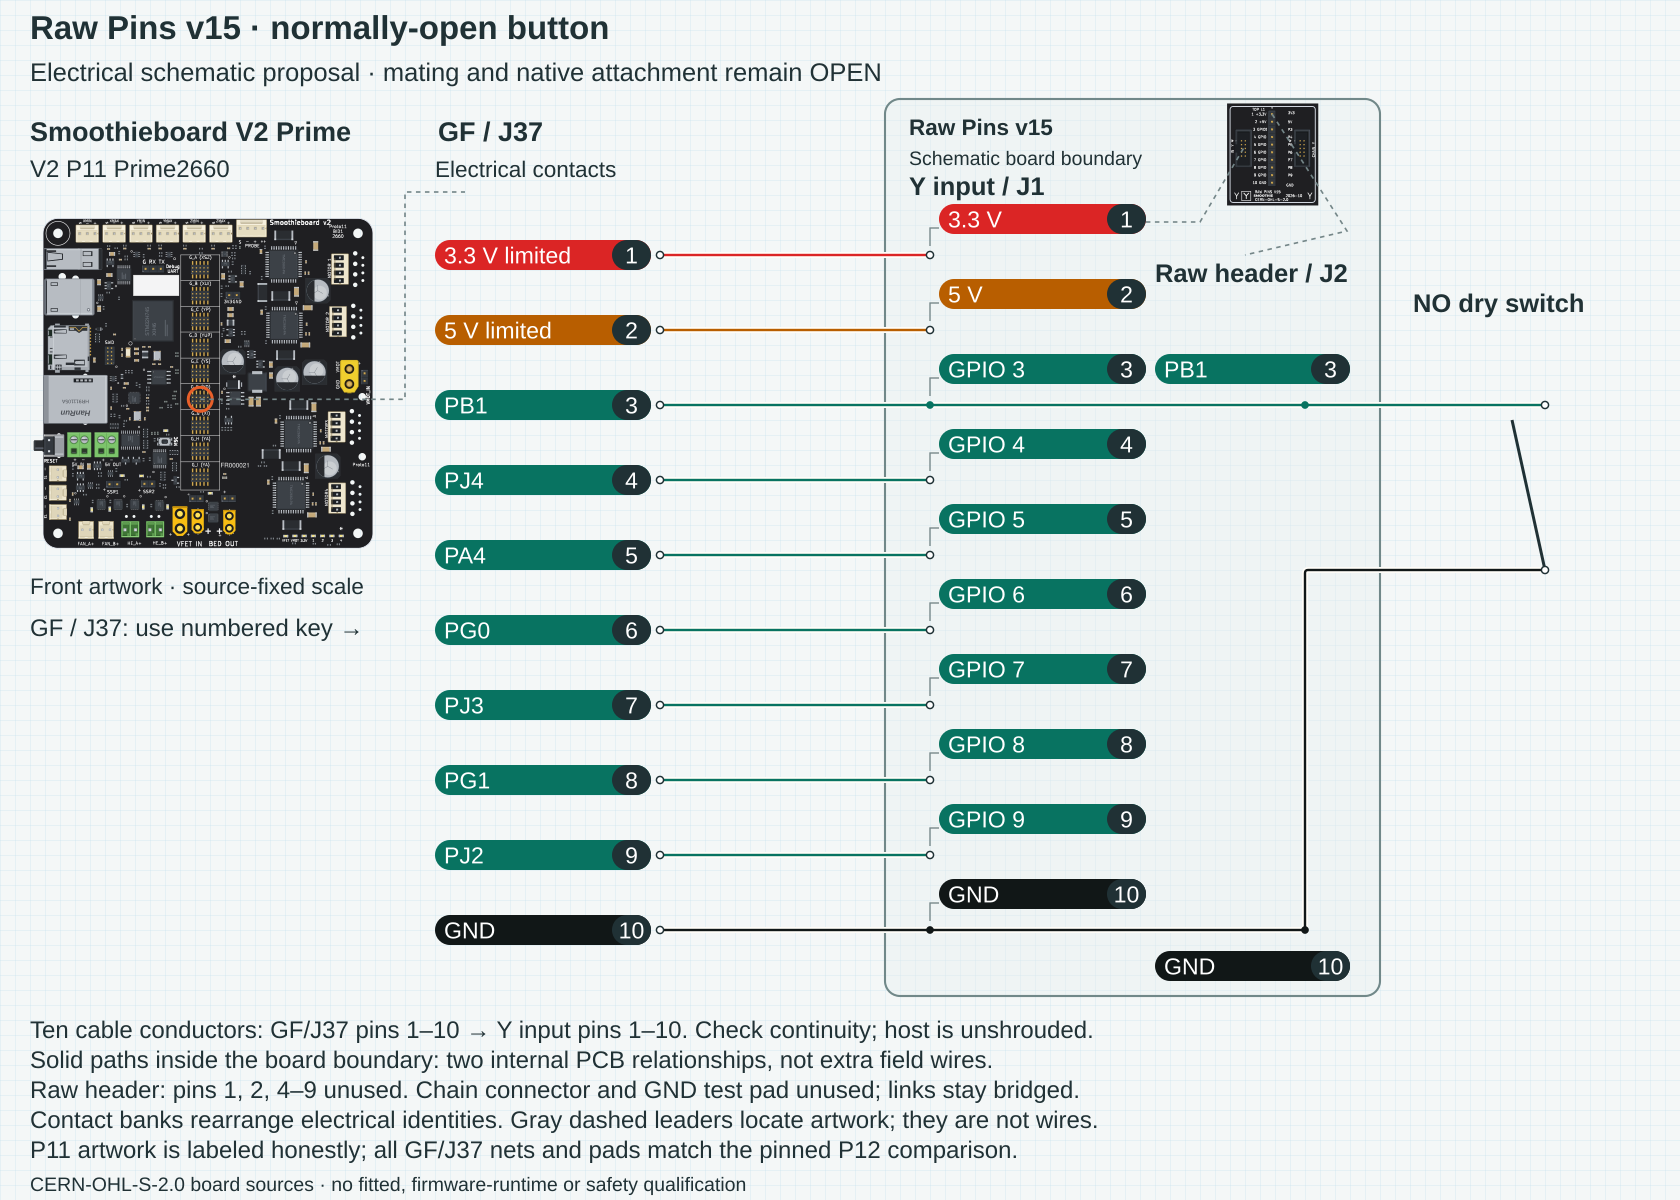 Raw Pins v15 · normally-open button
Electrical schematic proposal · mating and native attachment remain OPEN
Smoothieboard V2 Prime
V2 P11 Prime2660
GF / J37
Electrical contacts
Raw Pins v15
Schematic board boundary
Y input / J1
Raw header / J2
NO dry switch
3.3 V limited 1
5 V limited 2
PB1 3
PJ4 4
PA4 5
PG0 6
PJ3 7
PG1 8
PJ2 9
GND 10
3.3 V 1
5 V 2
GPIO 3 3
GPIO 4 4
GPIO 5 5
GPIO 6 6
GPIO 7 7
GPIO 8 8
GPIO 9 9
GND 10
PB1 3
GND 10
Smoothieboard v2
PROBE
G RX TX
HanRun
VFET IN BED OUT
Front artwork · source-fixed scale
GF / J37: use numbered key →
Ten cable conductors: GF/J37 pins 1–10 → Y input pins 1–10. Check continuity; host is unshrouded.
Solid paths inside the board boundary: two internal PCB relationships, not extra field wires.
Raw header: pins 1, 2, 4–9 unused. Chain connector and GND test pad unused; links stay bridged.
Contact banks rearrange electrical identities. Gray dashed leaders locate artwork; they are not wires.
P11 artwork is labeled honestly; all GF/J37 nets and pads match the pinned P12 comparison.
CERN-OHL-S-2.0 board sources · no fitted, firmware-runtime or safety qualification